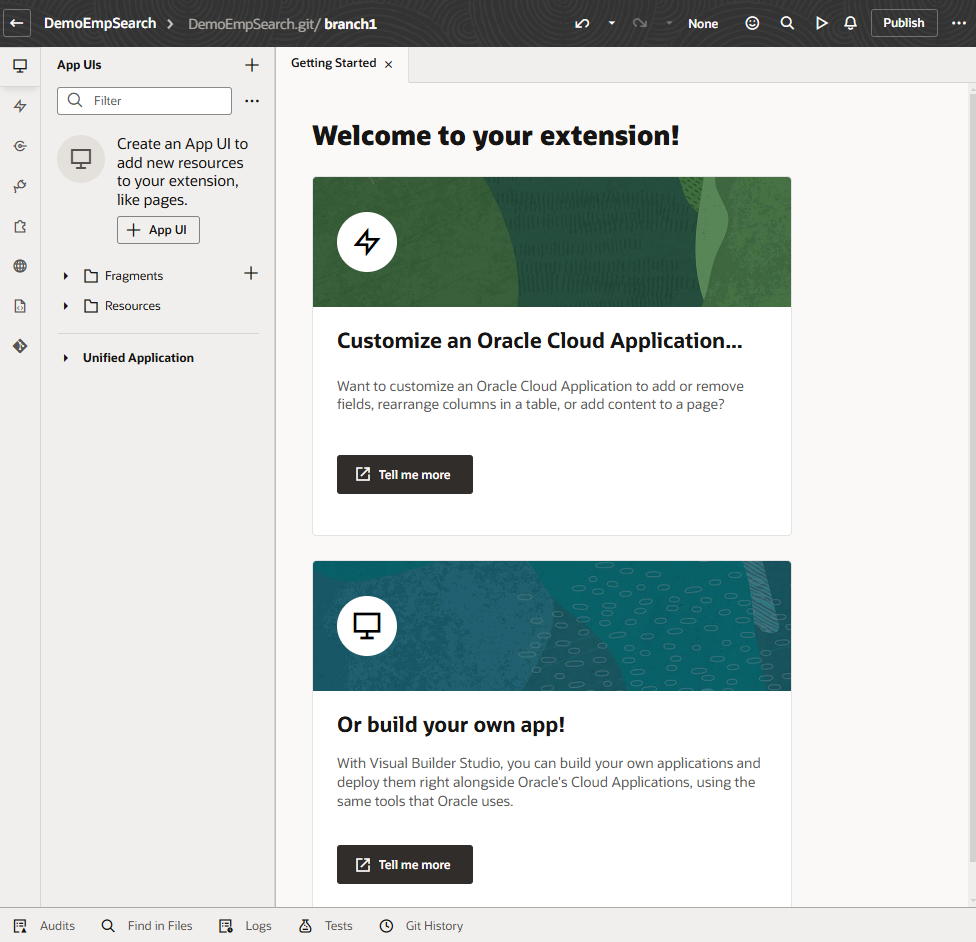 DemoEmpSearch DemoEmpSearch.git/ branch1 None Publish
App UIs
Getting Started
Filter
Create an App UI to
add new resources
to your extension,
like pages.
App UI
Fragments
Resources
Unified Application
Welcome to your extension!
Customize an Oracle Cloud Application...
Want to customize an Oracle Cloud Application to add or remove
fields, rearrange columns in a table, or add content to a page?
Tell me more
Or build your own app!
With Visual Builder Studio, you can build your own applications and
deploy them right alongside Oracle's Cloud Applications, using the
same tools that Oracle uses.
Tell me more
Audits Find in Files Logs Tests Git History